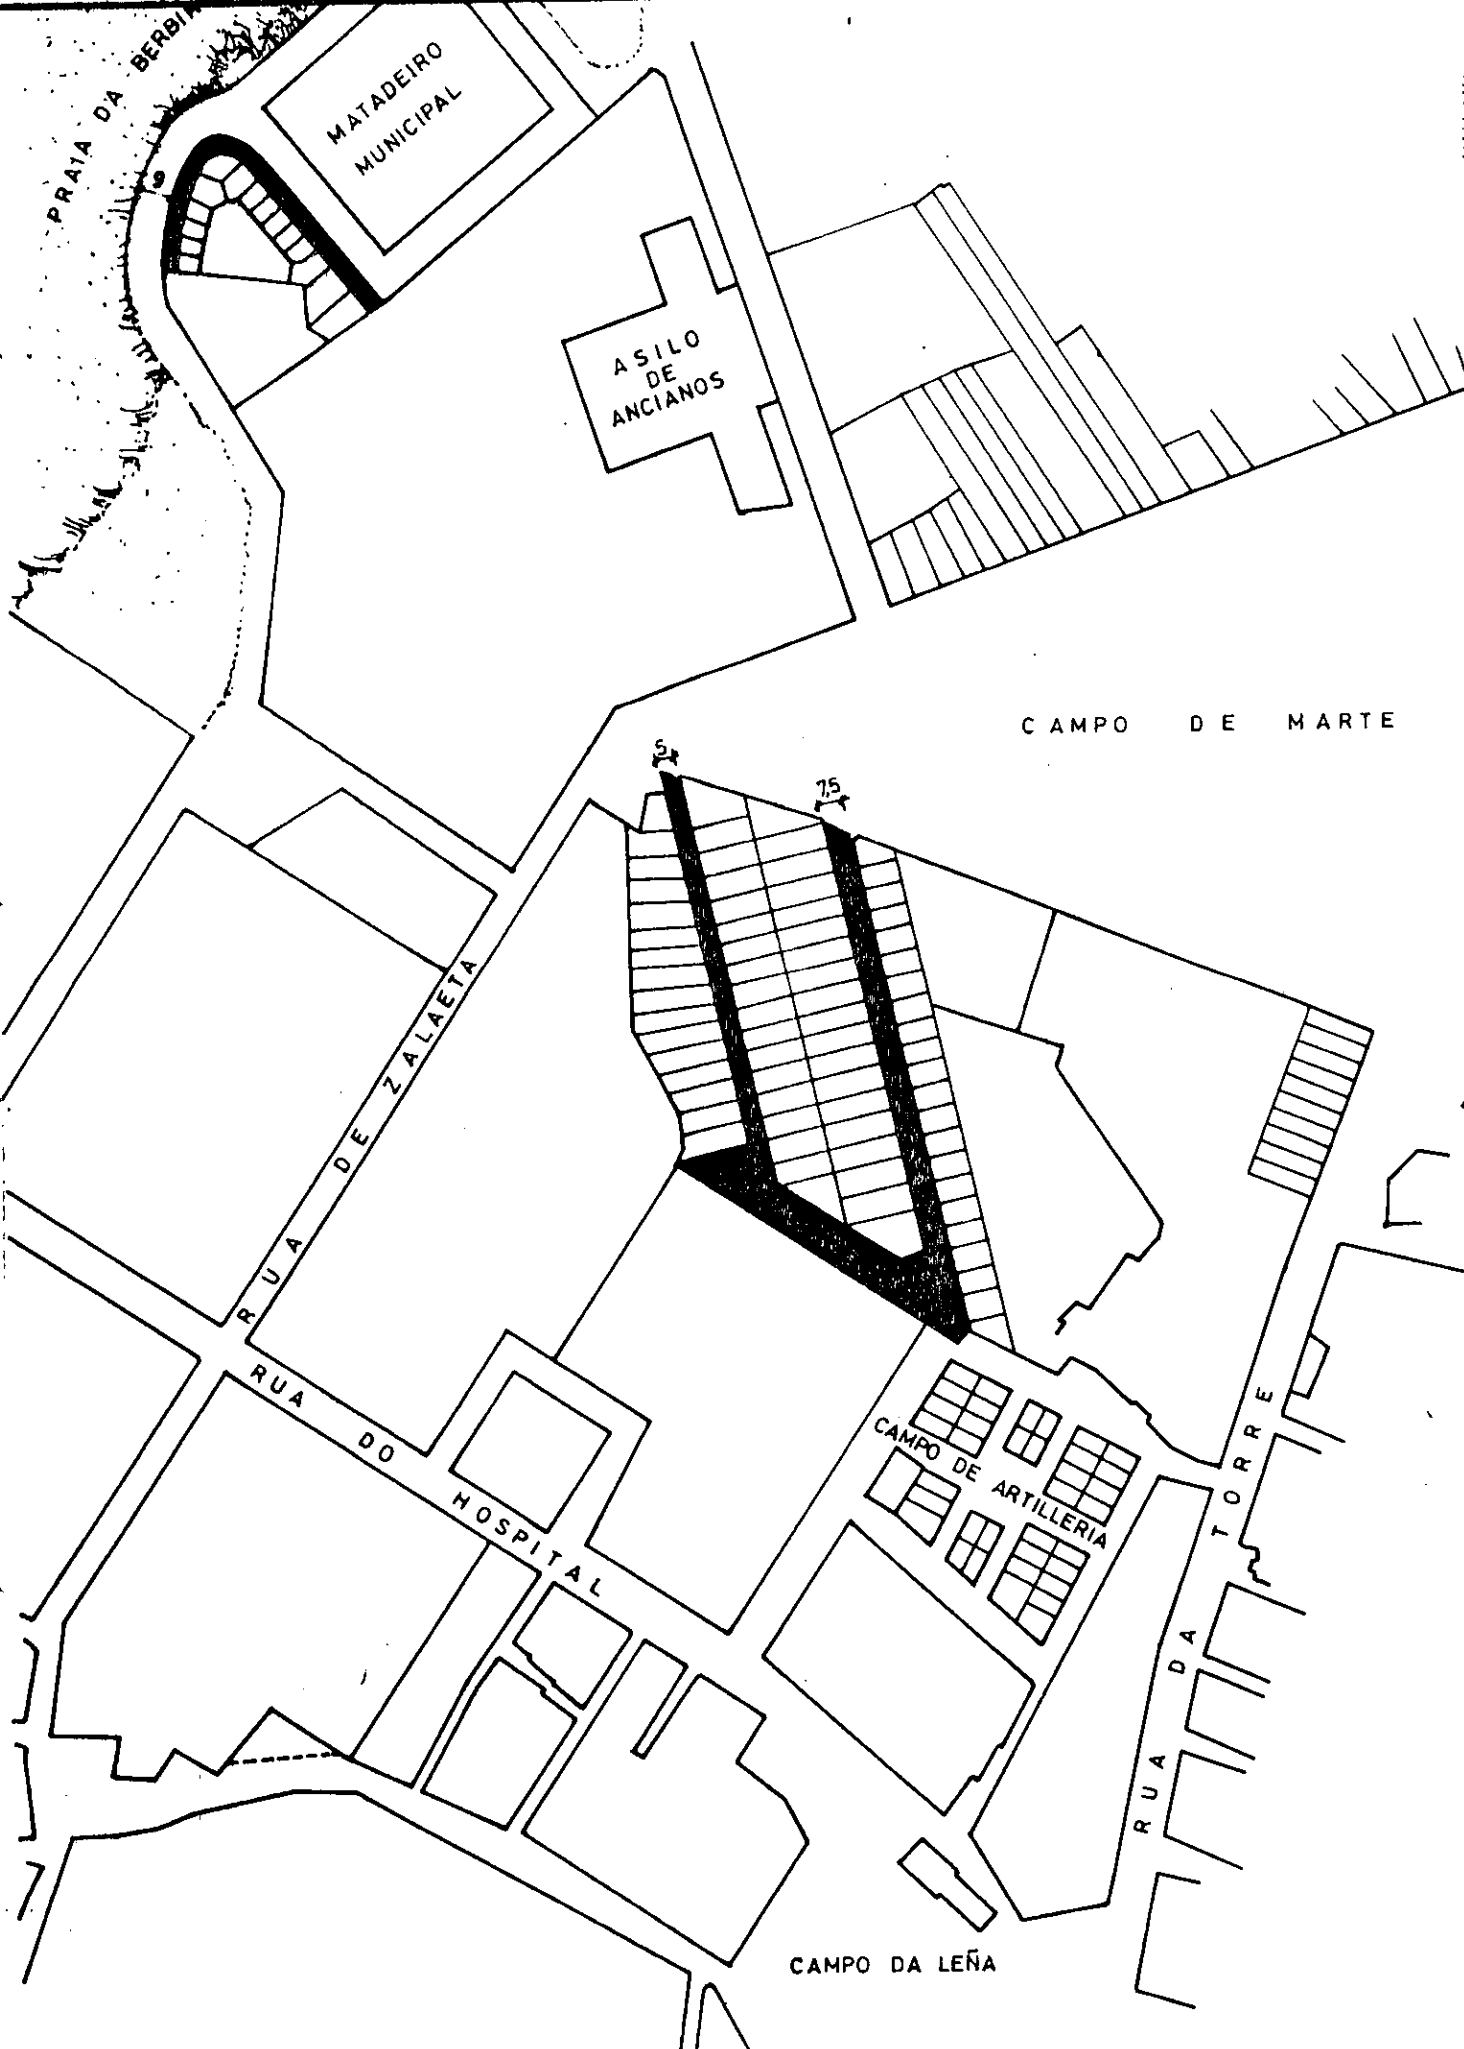 PRAIA DA
9
MATADEIRO
MUNICIPAL
ASILO
DE
ANCIANOS
CAMPO DE MARTE
5
7,5
RUA DE ZALAETA
RUA DO HOSPITAL
CAMPO DE ARTILLERIA
RUA DA TORRE
CAMPO DA LEÑA